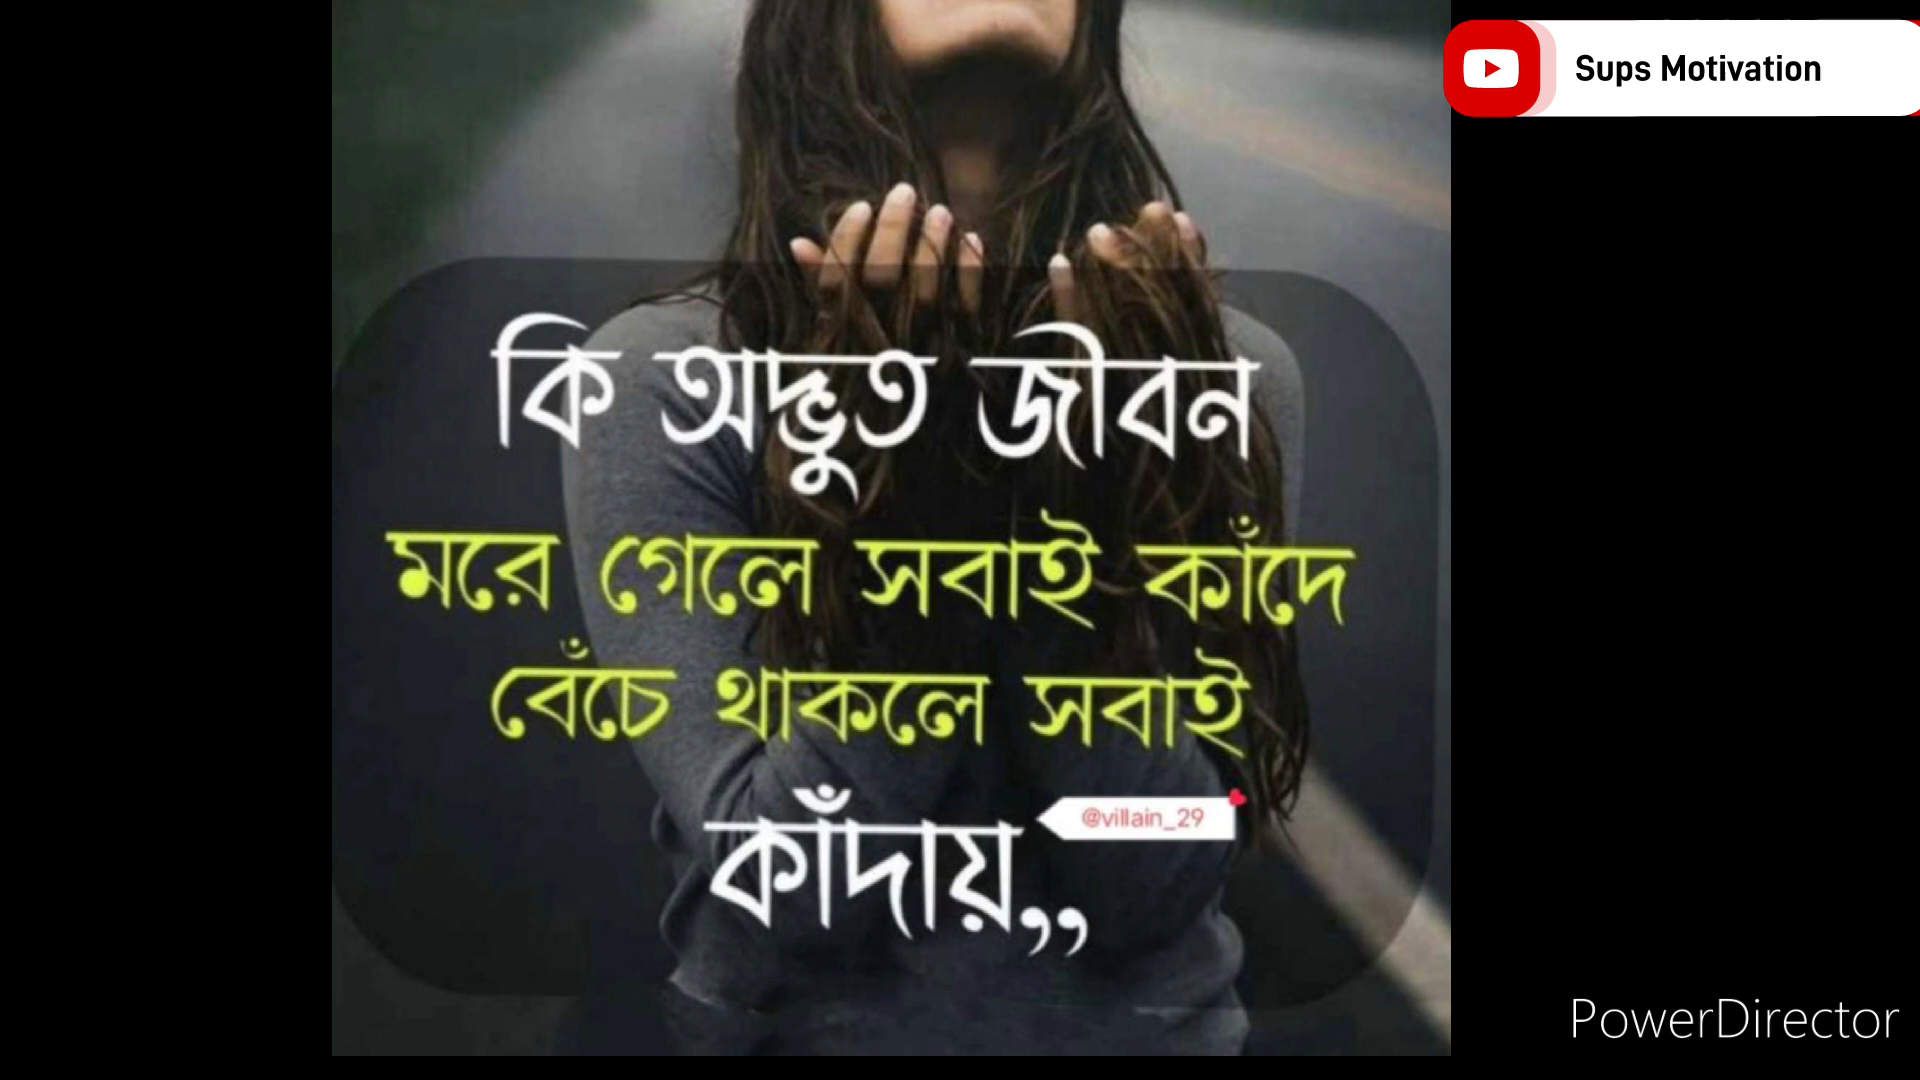 Sups Motivation
কি অদ্ভুত জীবন
মরে গেলে সবাই কাঁদে
বেঁচে থাকলে সবাই
কাঁদায়,,
@villain_29
PowerDirector